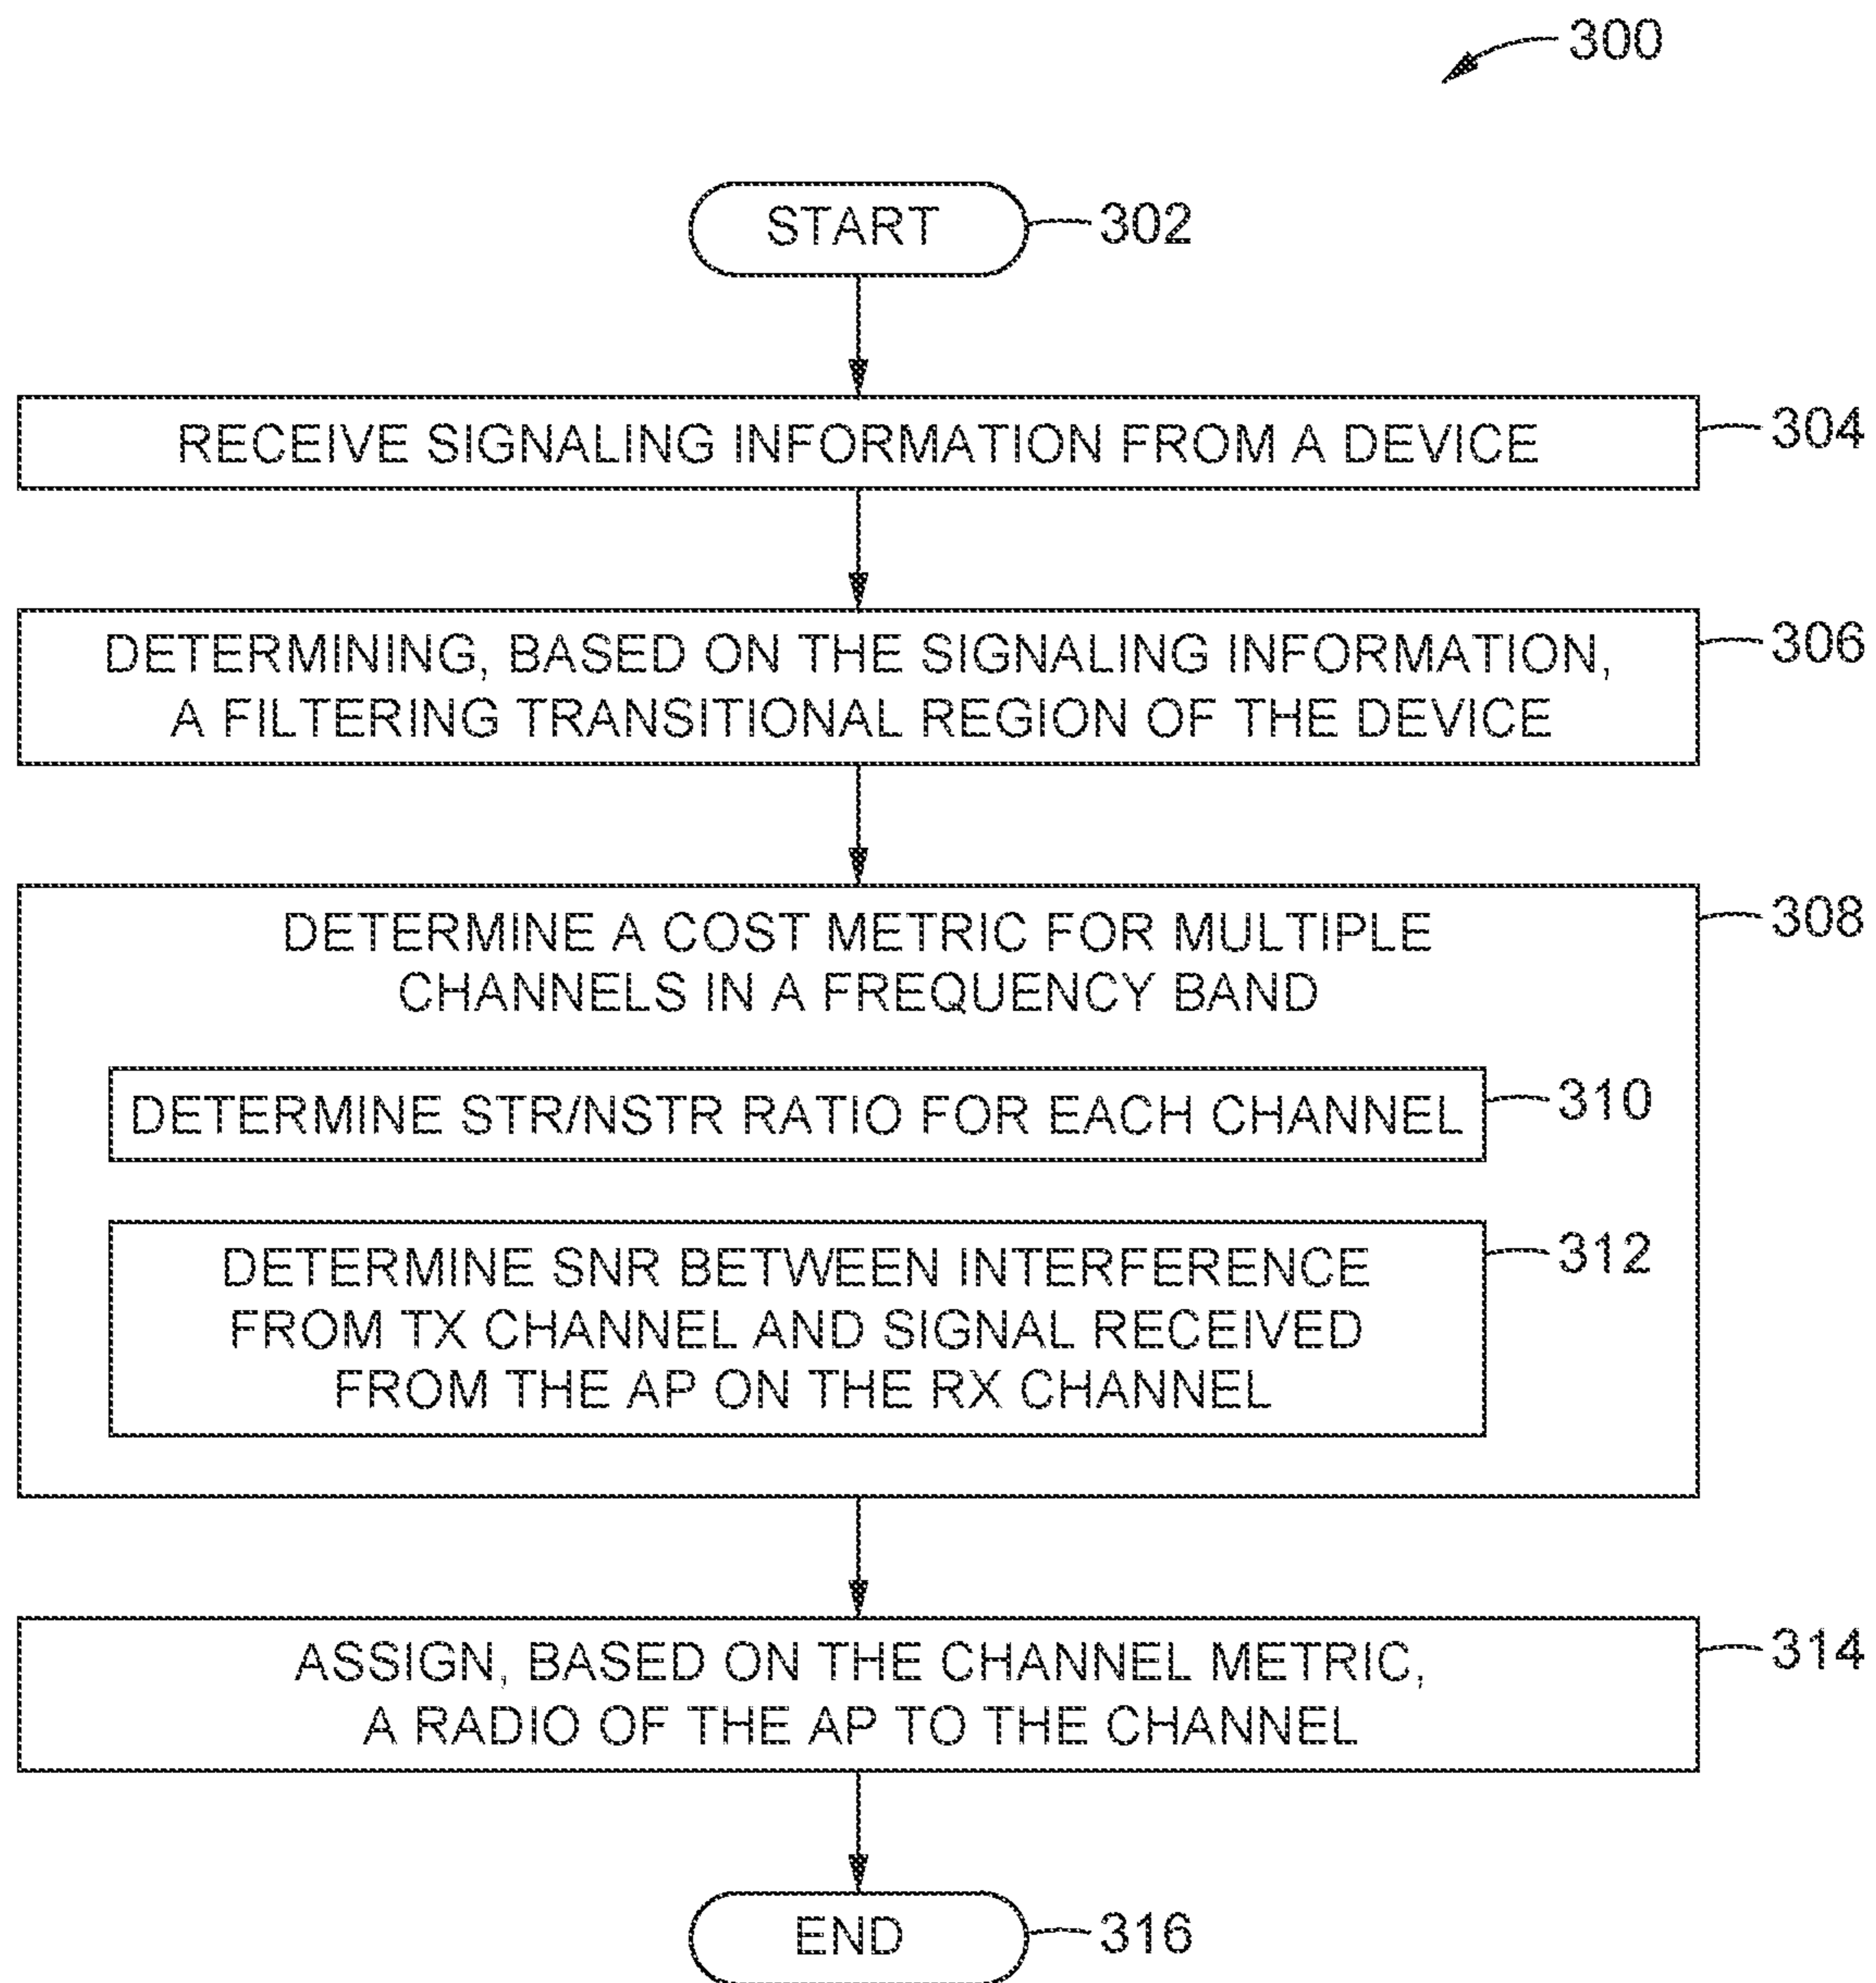 300
START
302
RECEIVE SIGNALING INFORMATION FROM A DEVICE
304
DETERMINING, BASED ON THE SIGNALING INFORMATION,
A FILTERING TRANSITIONAL REGION OF THE DEVICE
306
DETERMINE A COST METRIC FOR MULTIPLE
CHANNELS IN A FREQUENCY BAND
308
DETERMINE STR/NSTR RATIO FOR EACH CHANNEL
310
DETERMINE SNR BETWEEN INTERFERENCE
FROM TX CHANNEL AND SIGNAL RECEIVED
FROM THE AP ON THE RX CHANNEL
312
ASSIGN, BASED ON THE CHANNEL METRIC,
A RADIO OF THE AP TO THE CHANNEL
314
END
316